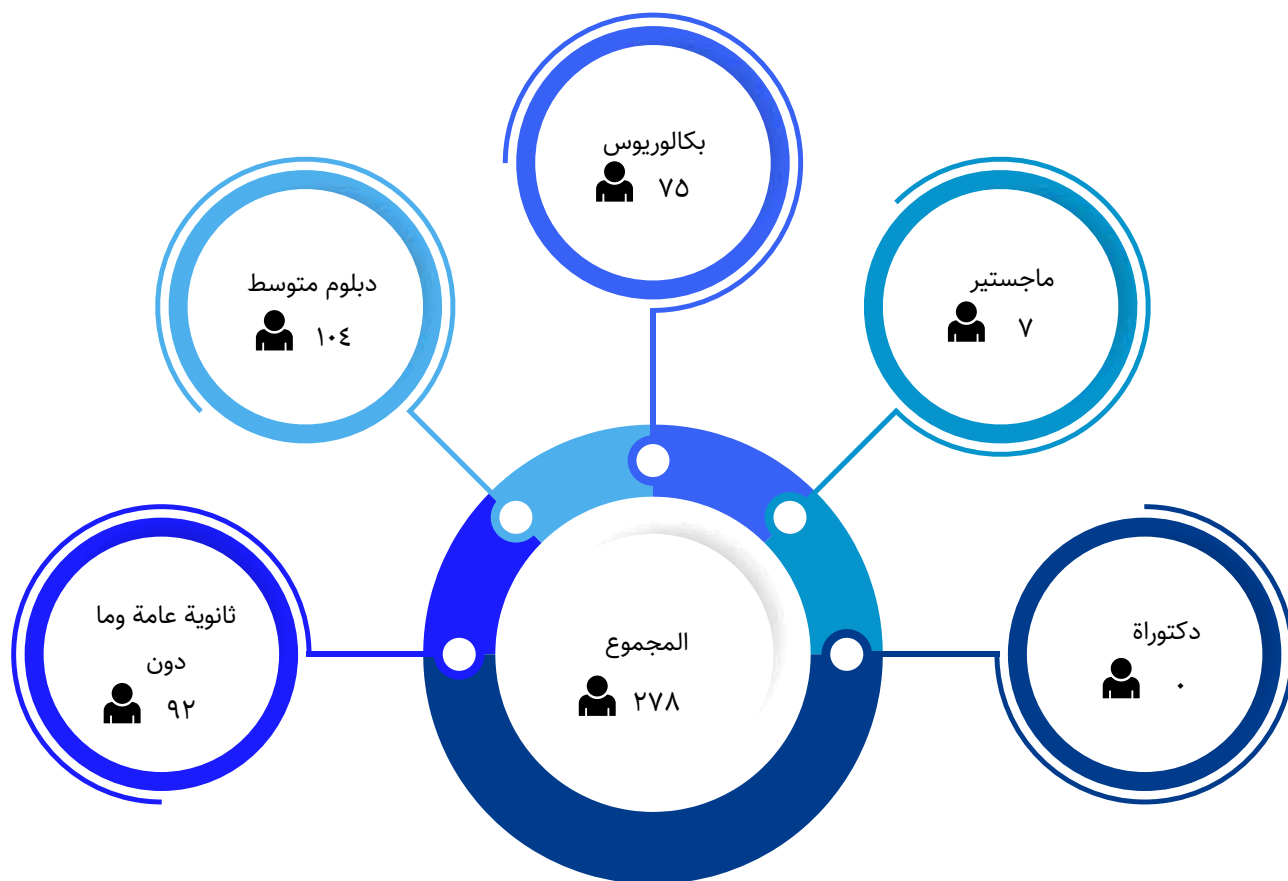 بكالوريوس
٧٥
ماجستير
٧
دبلوم متوسط
١٠٤
دكتوراة
٠
ثانوية عامة وما
دون
٩٢
المجموع
٢٧٨